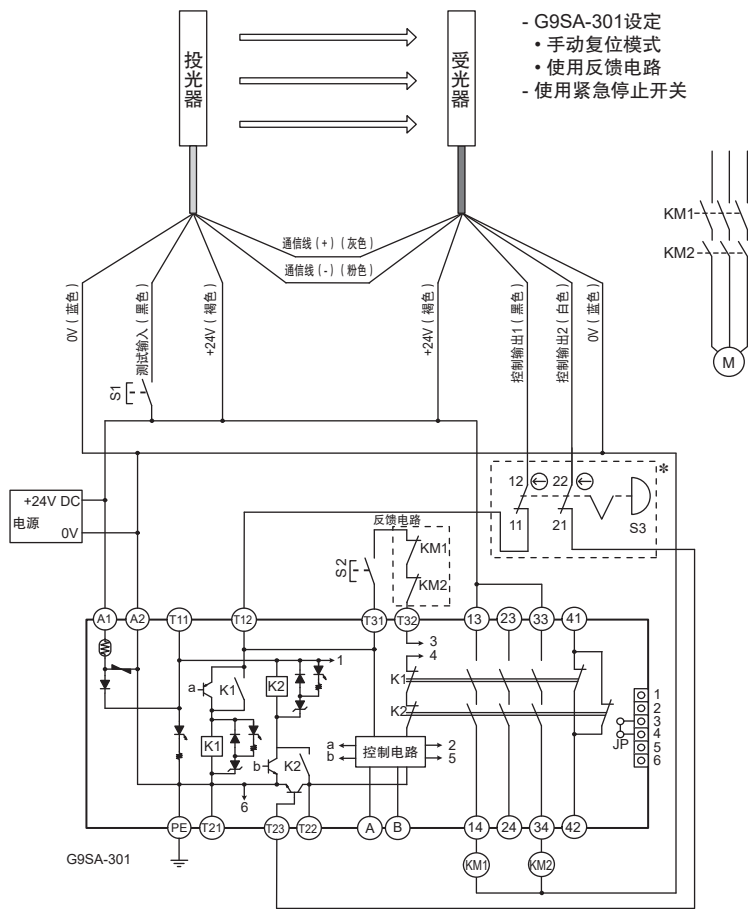 - G9SA-301设定
• 手动复位模式
• 使用反馈电路
- 使用紧急停止开关
投光器
受光器
KM1
KM2
M
通信线（+）（灰色）
通信线（-）（粉色）
0V（蓝色）
测试输入（黑色）
+24V（褐色）
+24V（褐色）
控制输出1（黑色）
控制输出2（白色）
0V（蓝色）
S1
+24V DC
电源
0V
12
22
*
11
21
S3
反馈电路
S2
KM1
KM2
A1
A2
T11
T12
T31
T32
13
23
33
41
3
4
1
a
K1
K2
K1
K2
K1
b
K2
控制电路
a
b
2
5
6
1
2
3
4
5
6
JP
PE
T21
T23
T22
A
B
14
24
34
42
G9SA-301
KM1
KM2